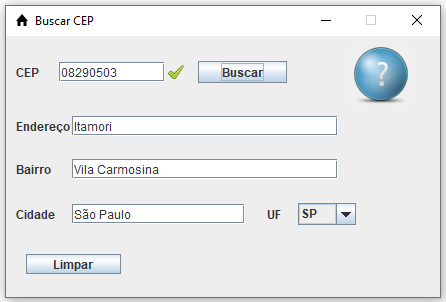 Buscar CEP
CEP 08290503 Buscar
?
Endereço Itamori
Bairro Vila Carmosina
Cidade São Paulo UF SP
Limpar